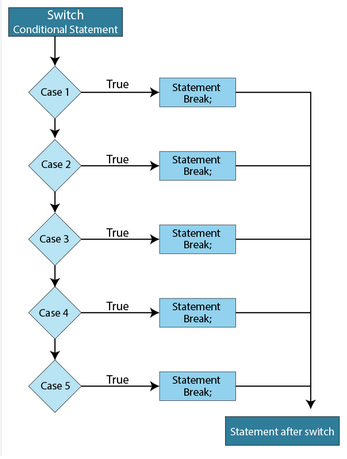 Switch
Conditional Statement
Case 1
True
Statement
Break;
Case 2
True
Statement
Break;
Case 3
True
Statement
Break;
Case 4
True
Statement
Break;
Case 5
True
Statement
Break;
Statement after switch